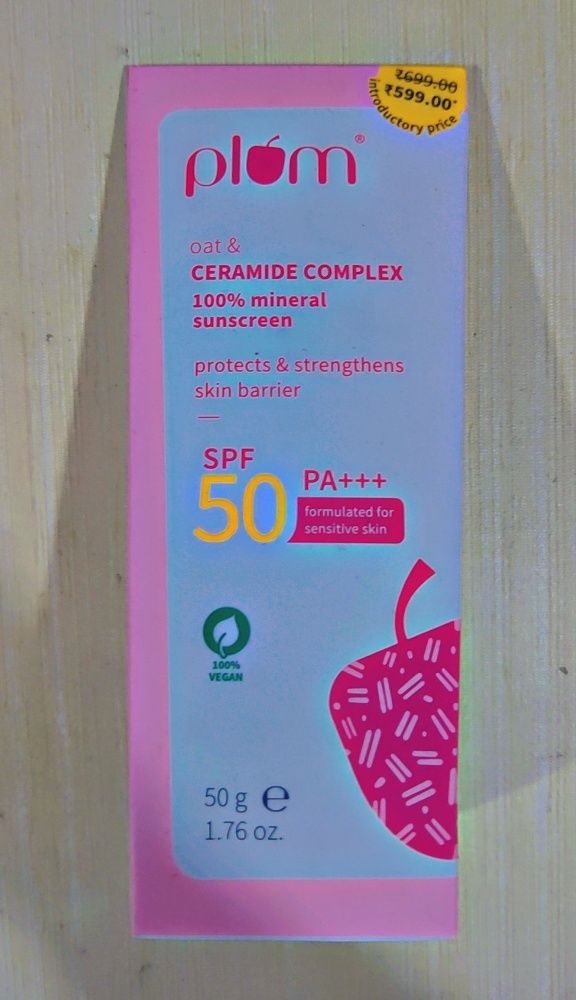 ₹699.00
₹599.00*
introductory price
plum®
oat &
CERAMIDE COMPLEX
100% mineral
sunscreen
protects & strengthens
skin barrier
SPF
50
PA+++
formulated for
sensitive skin
100%
VEGAN
50 g ℮
1.76 oz.